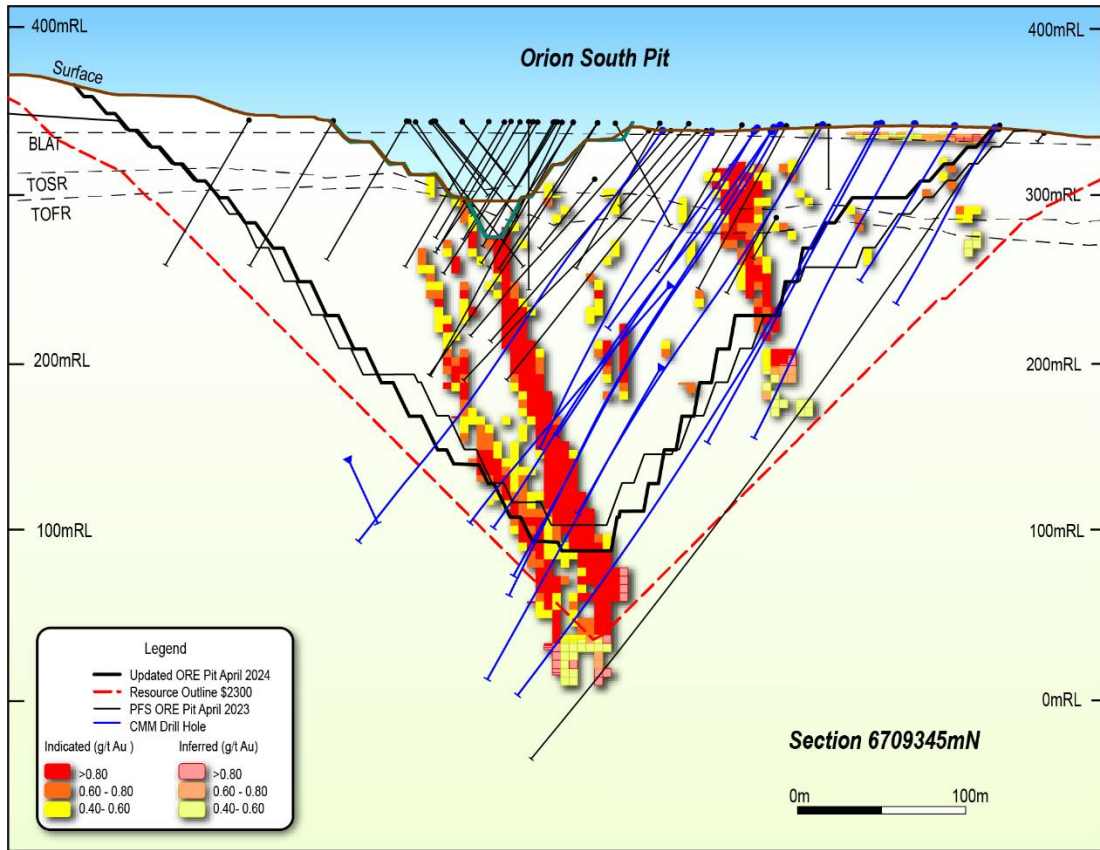 400mRL
400mRL
Orion South Pit
Surface
BLAT
TOSR
TOFR
300mRL
200mRL
200mRL
100mRL
100mRL
0mRL
Legend
Updated ORE Pit April 2024
Resource Outline $2300
PFS ORE Pit April 2023
CMM Drill Hole
Indicated (g/t Au ) Inferred (g/t Au)
>0.80 >0.80
0.60 - 0.80 0.60 - 0.80
0.40- 0.60 0.40- 0.60
Section 6709345mN
0m 100m